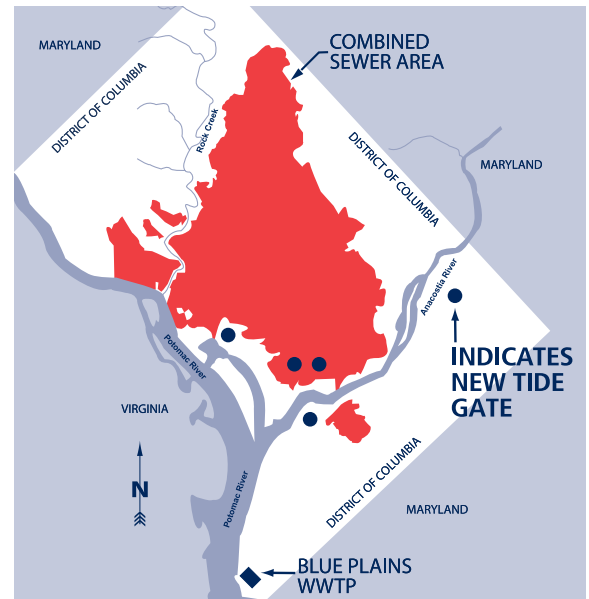 MARYLAND
COMBINED
SEWER AREA
DISTRICT OF COLUMBIA
Rock Creek
DISTRICT OF COLUMBIA
MARYLAND
Anacostia River
Potomac River
INDICATES
NEW TIDE
GATE
VIRGINIA
N
Potomac River
DISTRICT OF COLUMBIA
MARYLAND
BLUE PLAINS
WWTP